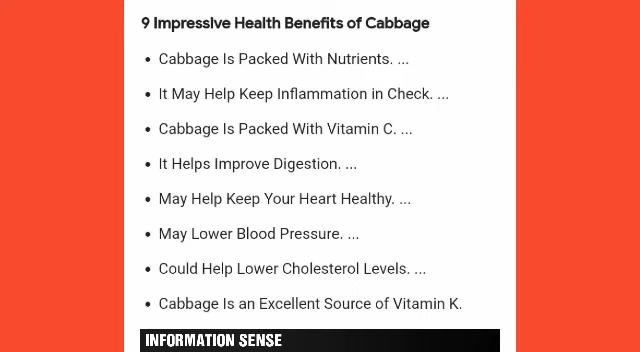 9 Impressive Health Benefits of Cabbage
• Cabbage Is Packed With Nutrients. ...
• It May Help Keep Inflammation in Check. ...
• Cabbage Is Packed With Vitamin C. ...
• It Helps Improve Digestion. ...
• May Help Keep Your Heart Healthy. ...
• May Lower Blood Pressure. ...
• Could Help Lower Cholesterol Levels. ...
• Cabbage Is an Excellent Source of Vitamin K.
INFORMATION SENSE